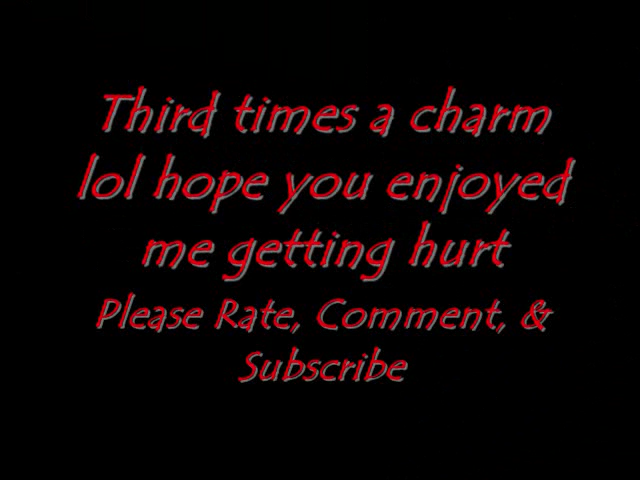 Third times a charm
lol hope you enjoyed
me getting hurt
Please Rate, Comment, &
Subscribe